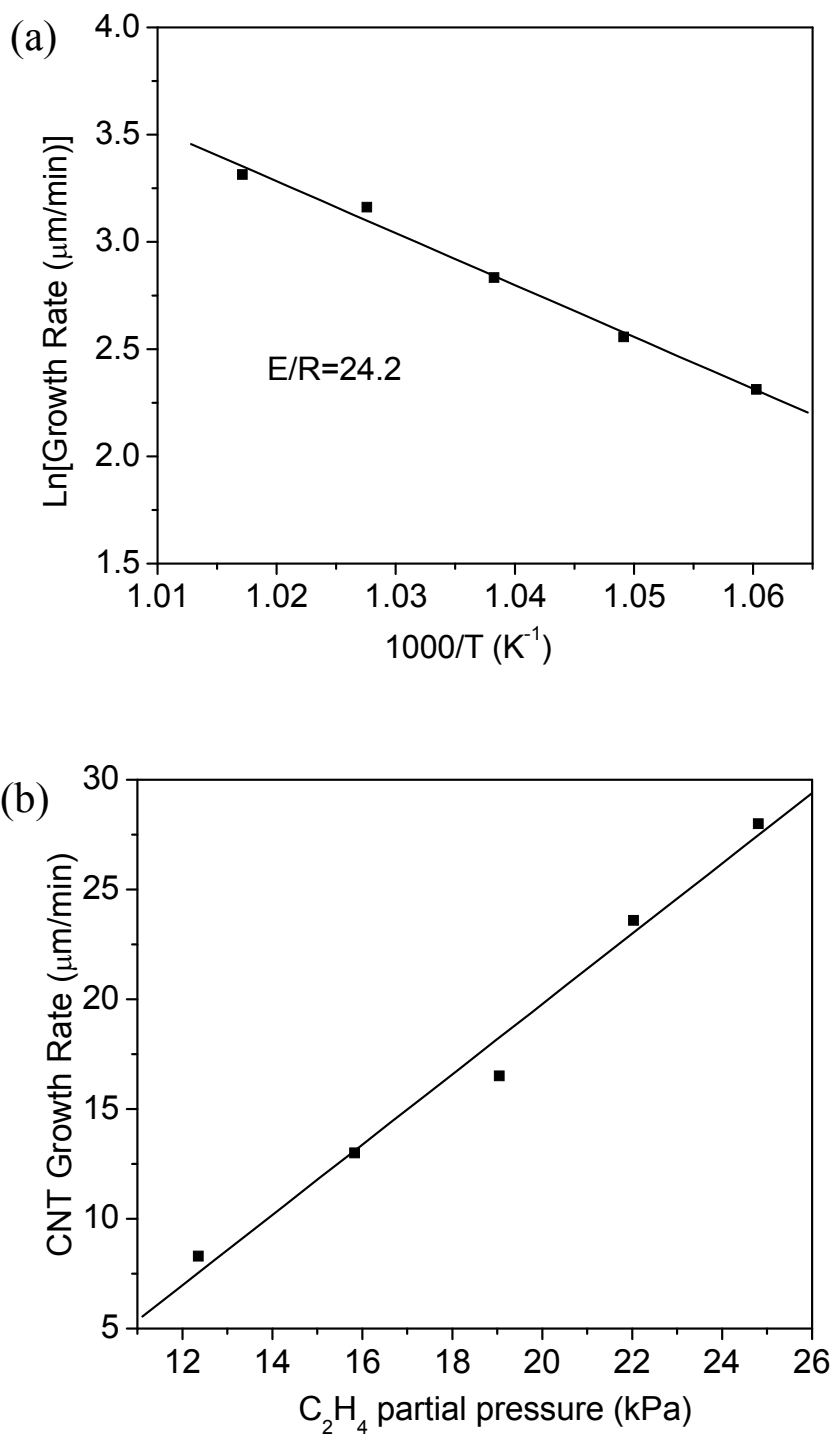 (a)
4.0
3.5
3.0
2.5
2.0
1.5
Ln[Growth Rate (μm/min)]
E/R=24.2
1.01 1.02 1.03 1.04 1.05 1.06
1000/T (K⁻¹)
(b)
30
25
20
15
10
5
CNT Growth Rate (μm/min)
12 14 16 18 20 22 24 26
C₂H₄ partial pressure (kPa)